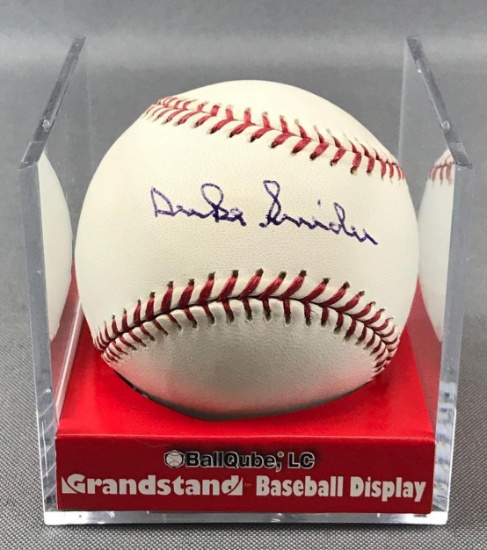 Duke Snider
BallQube, LC
Grandstand Baseball Display